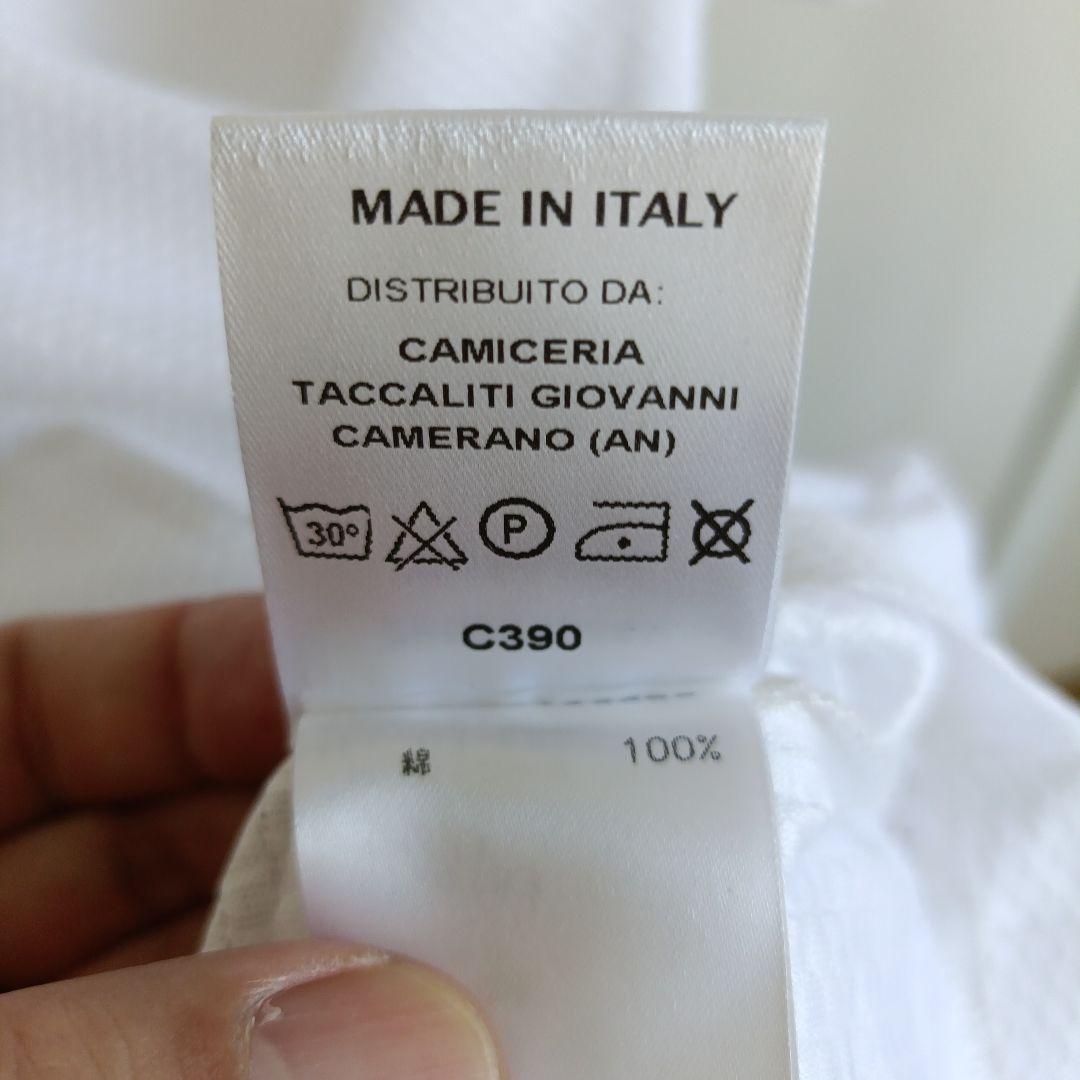 MADE IN ITALY
DISTRIBUITO DA:
CAMICERIA
TACCALITI GIOVANNI
CAMERANO (AN)
30°
P
C390
綿 100%